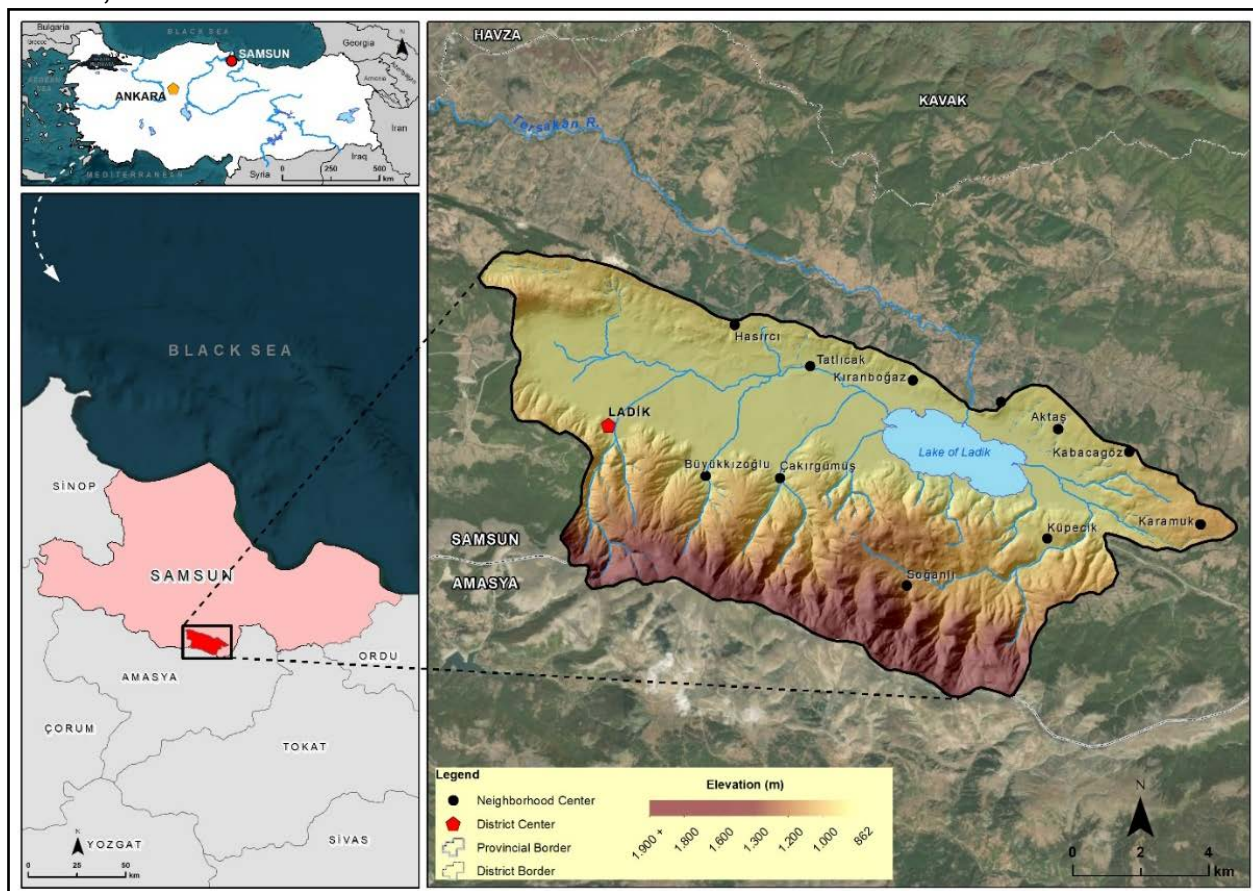 Bulgaria
BLACK SEA
Georgia
N
SAMSUN
ANKARA
Iran
Iraq
Syria
MEDITERRANEAN
0 250 500
km
BLACK SEA
SİNOP
SAMSUN
ORDU
AMASYA
ÇORUM
TOKAT
SİVAS
YOZGAT
N
0 25 50
km
HAVZA
KAVAK
Tersakan R.
Hasırcı
Tatlıcak
Kıranboğaz
LADİK
Aktaş
Kabacagöz
Lake of Ladik
Büyükkızoğlu
Çakırgümüş
Karamuk
Küpecik
SAMSUN
AMASYA
Soğanlı
Legend
Neighborhood Center
District Center
Provincial Border
District Border
Elevation (m)
1.900 + 1.800 1.600 1.300 1.200 1.000 862
N
0 2 4
km